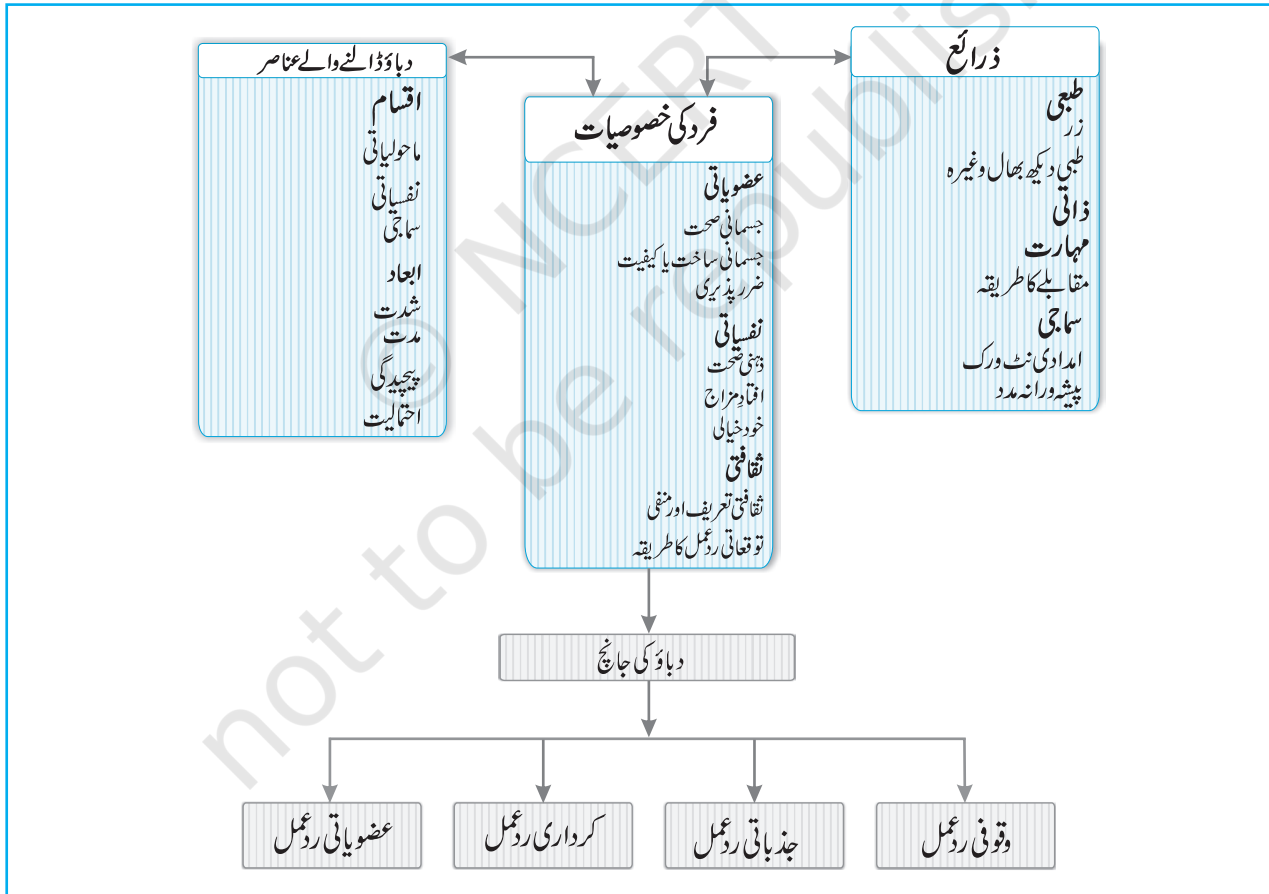 ذرائع
طبعی
زر
طبی دیکھ بھال وغیرہ
ذاتی
مہارت
مقابلے کا طریقہ
سماجی
امدادی نٹ ورک
پیشہ ورانہ مدد
فرد کی خصوصیات
عضویاتی
جسمانی صحت
جسمانی ساخت یا کیفیت
ضرر پذیری
نفسیاتی
ذہنی صحت
افتادِ مزاج
خود خیالی
ثقافتی
ثقافتی تعریف اور منفی
توقعاتی ردِّعمل کا طریقہ
دباؤ ڈالنے والے عناصر
اقسام
ماحولیاتی
نفسیاتی
سماجی
ابعاد
شدت
مدت
پیچیدگی
احتمالیت
دباؤ کی جانچ
وقوفی ردِّعمل
جذباتی ردِّعمل
کرداری ردِّعمل
عضویاتی ردِّعمل
© NCERT
not to be republis